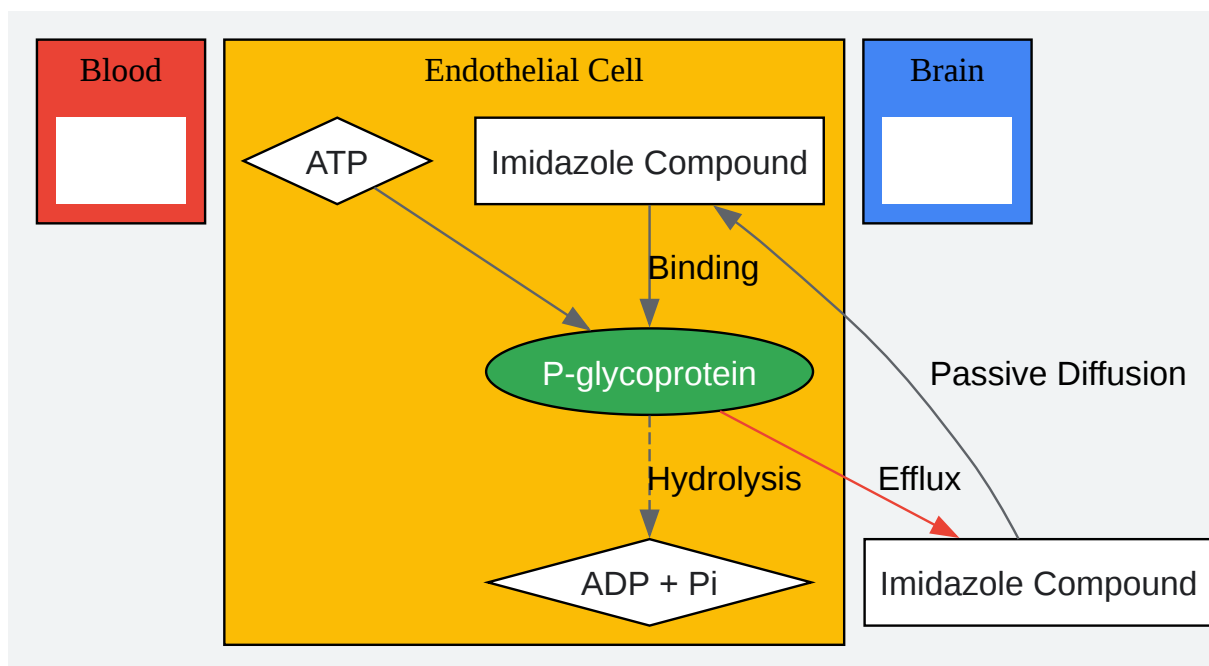 Blood
Endothelial Cell
Brain
ATP
Imidazole Compound
Binding
P-glycoprotein
Passive Diffusion
Hydrolysis
Efflux
ADP + Pi
Imidazole Compound